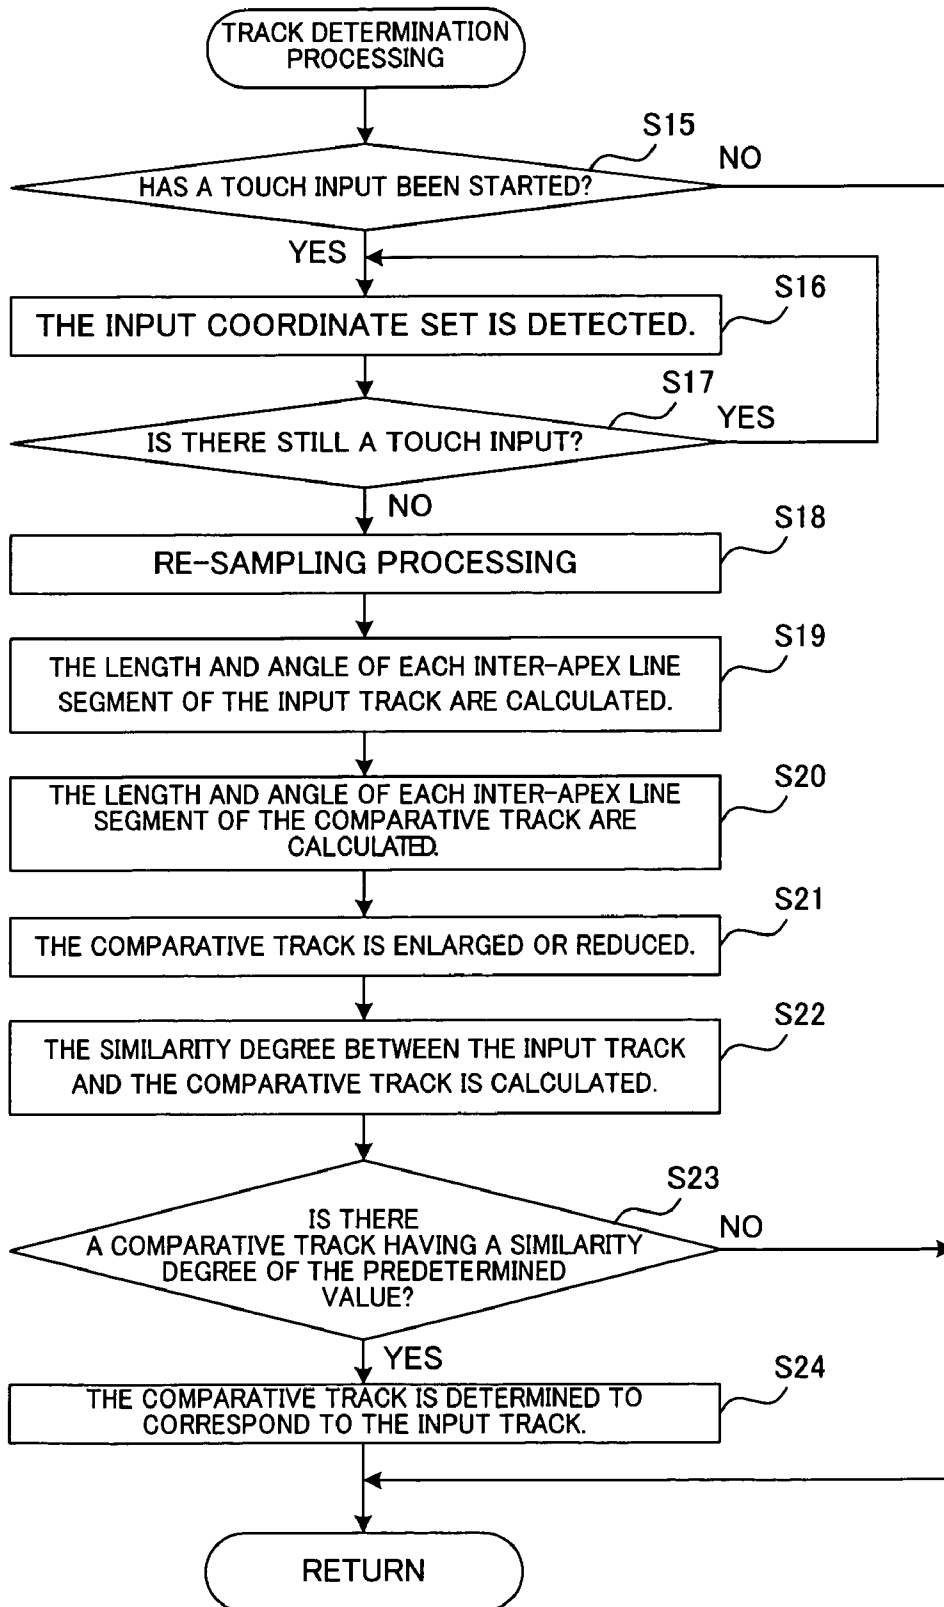 TRACK DETERMINATION
PROCESSING
S15
NO
HAS A TOUCH INPUT BEEN STARTED?
YES
S16
THE INPUT COORDINATE SET IS DETECTED.
S17
YES
IS THERE STILL A TOUCH INPUT?
NO
S18
RE-SAMPLING PROCESSING
S19
THE LENGTH AND ANGLE OF EACH INTER-APEX LINE
SEGMENT OF THE INPUT TRACK ARE CALCULATED.
S20
THE LENGTH AND ANGLE OF EACH INTER-APEX LINE
SEGMENT OF THE COMPARATIVE TRACK ARE
CALCULATED.
S21
THE COMPARATIVE TRACK IS ENLARGED OR REDUCED.
S22
THE SIMILARITY DEGREE BETWEEN THE INPUT TRACK
AND THE COMPARATIVE TRACK IS CALCULATED.
S23
NO
IS THERE
A COMPARATIVE TRACK HAVING A SIMILARITY
DEGREE OF THE PREDETERMINED
VALUE?
YES
S24
THE COMPARATIVE TRACK IS DETERMINED TO
CORRESPOND TO THE INPUT TRACK.
RETURN